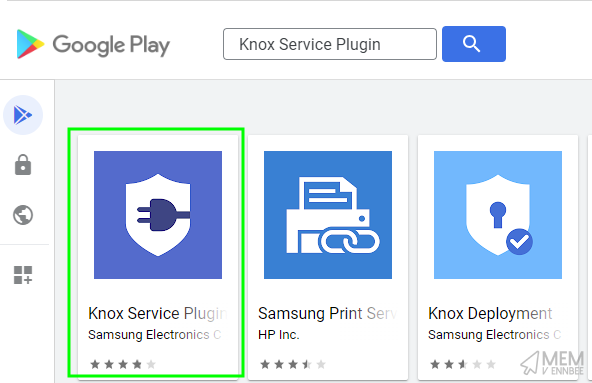 Google Play
Knox Service Plugin
Knox Service Plugin
Samsung Electronics C
Samsung Print Serv
HP Inc.
Knox Deployment
Samsung Electronics C
MEM
VENNBEE